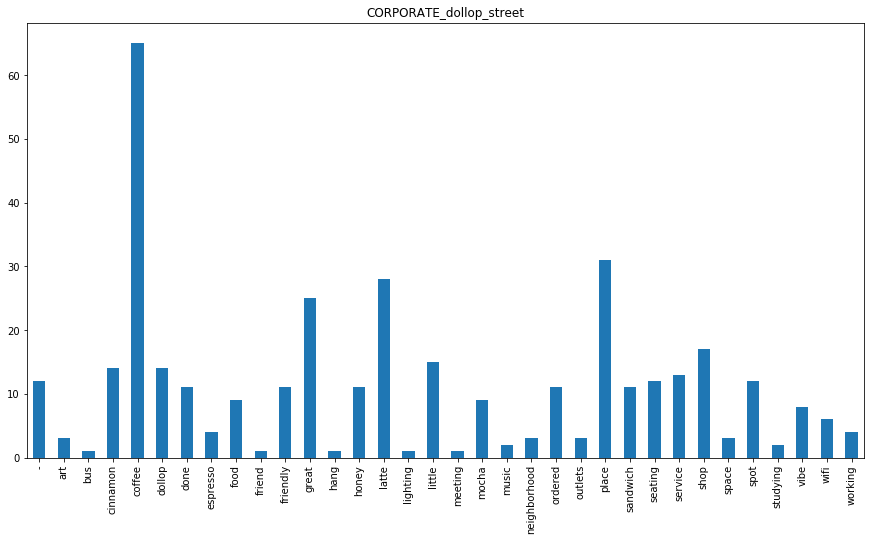 CORPORATE_dollop_street
60
50
40
30
20
10
0
-
art
bus
cinnamon
coffee
dollop
done
espresso
food
friend
friendly
great
hang
honey
latte
lighting
little
meeting
mocha
music
neighborhood
ordered
outlets
place
sandwich
seating
service
shop
space
spot
studying
vibe
wifi
working